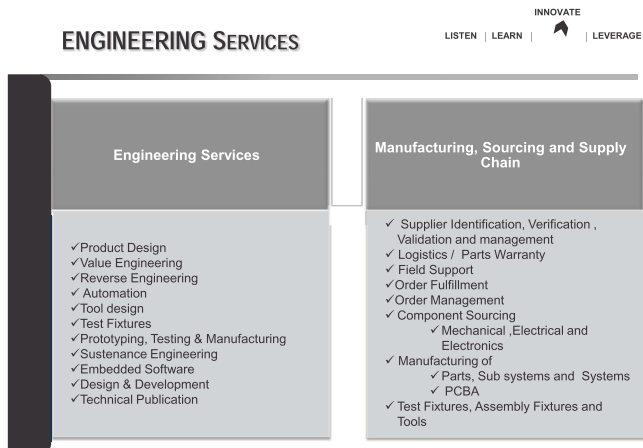 INNOVATE
ENGINEERING SERVICES
LISTEN | LEARN | | LEVERAGE
Engineering Services
✓Product Design
✓Value Engineering
✓Reverse Engineering
✓ Automation
✓Tool design
✓Test Fixtures
✓Prototyping, Testing & Manufacturing
✓Sustenance Engineering
✓Embedded Software
✓Design & Development
✓Technical Publication
Manufacturing, Sourcing and Supply
Chain
✓ Supplier Identification, Verification ,
Validation and management
✓ Logistics / Parts Warranty
✓ Field Support
✓Order Fulfillment
✓Order Management
✓ Component Sourcing
✓Mechanical ,Electrical and
Electronics
✓ Manufacturing of
✓Parts, Sub systems and Systems
✓ PCBA
✓ Test Fixtures, Assembly Fixtures and
Tools